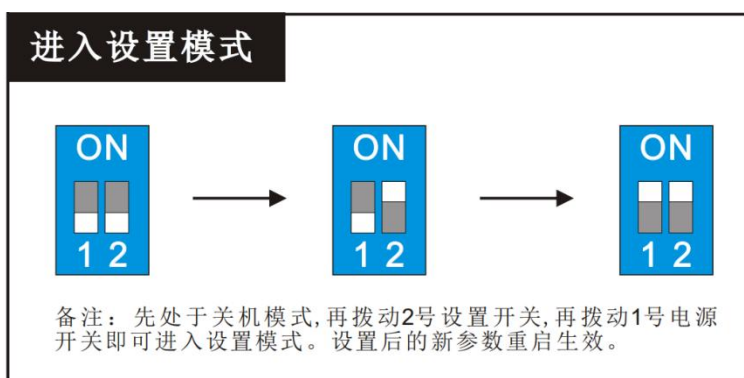 进入设置模式
ON
1 2
ON
1 2
ON
1 2
备注：先处于关机模式,再拨动2号设置开关,再拨动1号电源
开关即可进入设置模式。设置后的新参数重启生效。